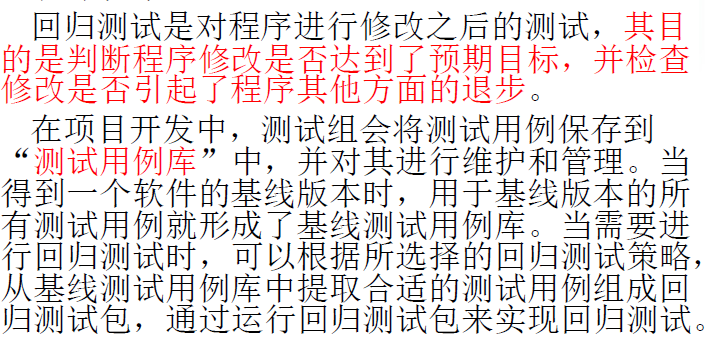 回归测试是对程序进行修改之后的测试，其目
的是判断程序修改是否达到了预期目标，并检查
修改是否引起了程序其他方面的退步。
在项目开发中，测试组会将测试用例保存到
“测试用例库”中，并对其进行维护和管理。当
得到一个软件的基线版本时，用于基线版本的所
有测试用例就形成了基线测试用例库。当需要进
行回归测试时，可以根据所选择的回归测试策略，
从基线测试用例库中提取合适的测试用例组成回
归测试包，通过运行回归测试包来实现回归测试。